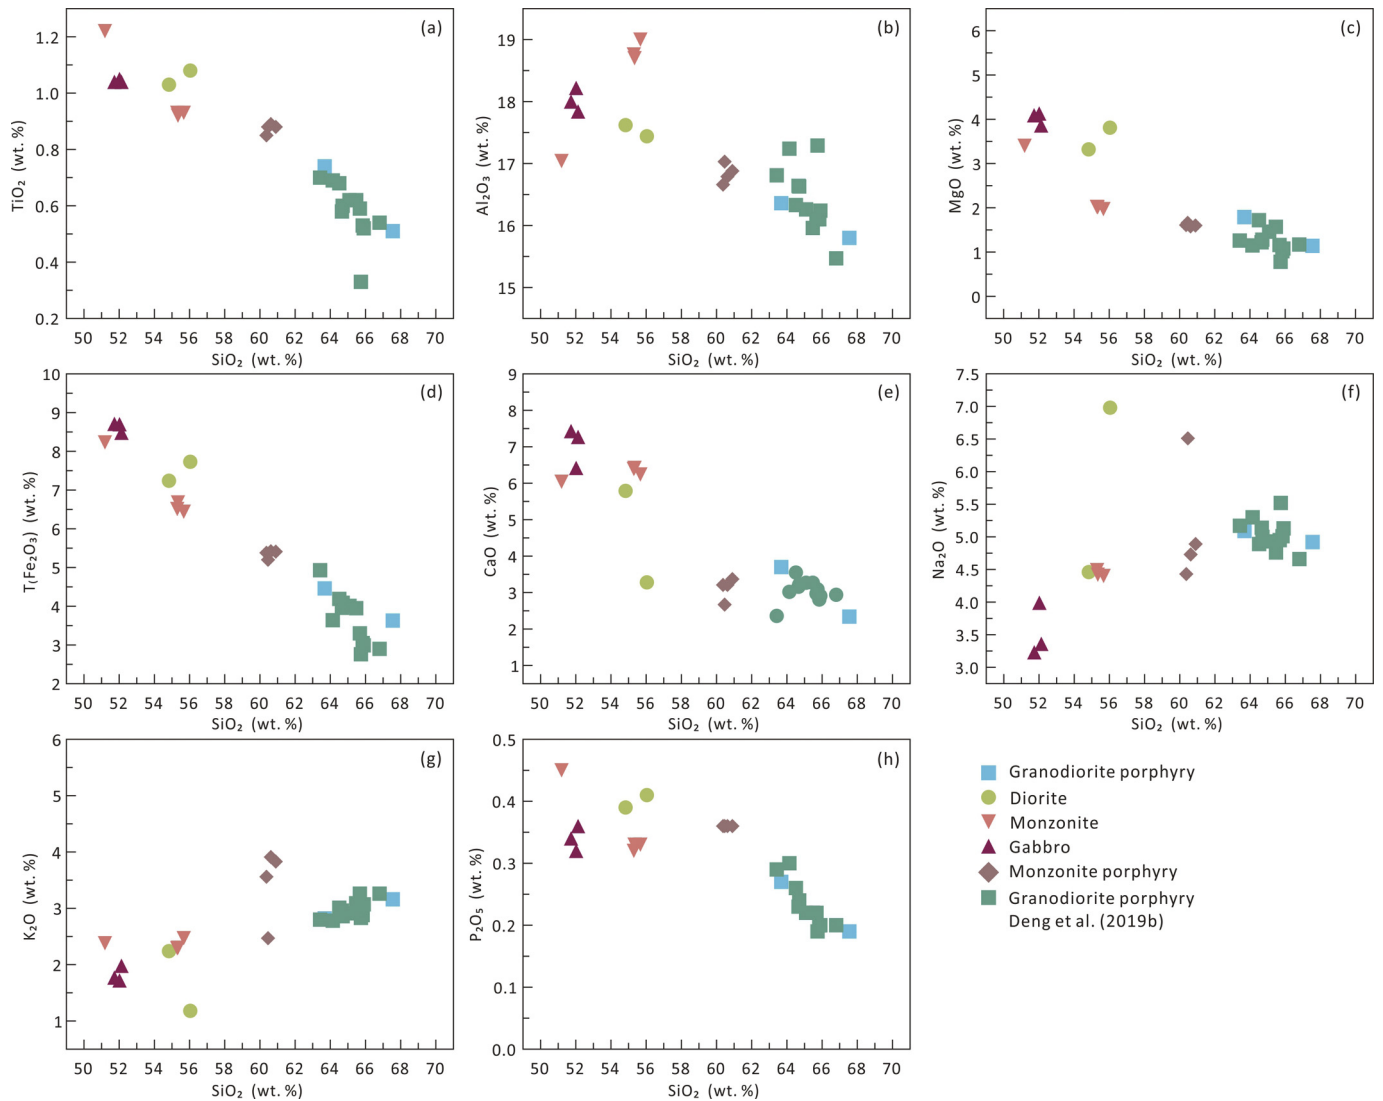 (a)
TiO₂ (wt. %)
1.2
1.0
0.8
0.6
0.4
0.2
50 52 54 56 58 60 62 64 66 68 70
SiO₂ (wt. %)
(b)
Al₂O₃ (wt. %)
19
18
17
16
15
50 52 54 56 58 60 62 64 66 68 70
SiO₂ (wt. %)
(c)
MgO (wt. %)
6
5
4
3
2
1
0
50 52 54 56 58 60 62 64 66 68 70
SiO₂ (wt. %)
(d)
TfFe₂O₃) (wt. %)
10
9
8
7
6
5
4
3
2
50 52 54 56 58 60 62 64 66 68 70
SiO₂ (wt. %)
(e)
CaO (wt. %)
9
8
7
6
5
4
3
2
1
50 52 54 56 58 60 62 64 66 68 70
SiO₂ (wt. %)
(f)
Na₂O (wt. %)
7.5
7.0
6.5
6.0
5.5
5.0
4.5
4.0
3.5
3.0
50 52 54 56 58 60 62 64 66 68 70
SiO₂ (wt. %)
(g)
K₂O (wt. %)
6
5
4
3
2
1
50 52 54 56 58 60 62 64 66 68 70
SiO₂ (wt. %)
(h)
P₂O₅ (wt. %)
0.5
0.4
0.3
0.2
0.1
0.0
50 52 54 56 58 60 62 64 66 68 70
SiO₂ (wt. %)
Granodiorite porphyry
Diorite
Monzonite
Gabbro
Monzonite porphyry
Granodiorite porphyry
Deng et al. (2019b)